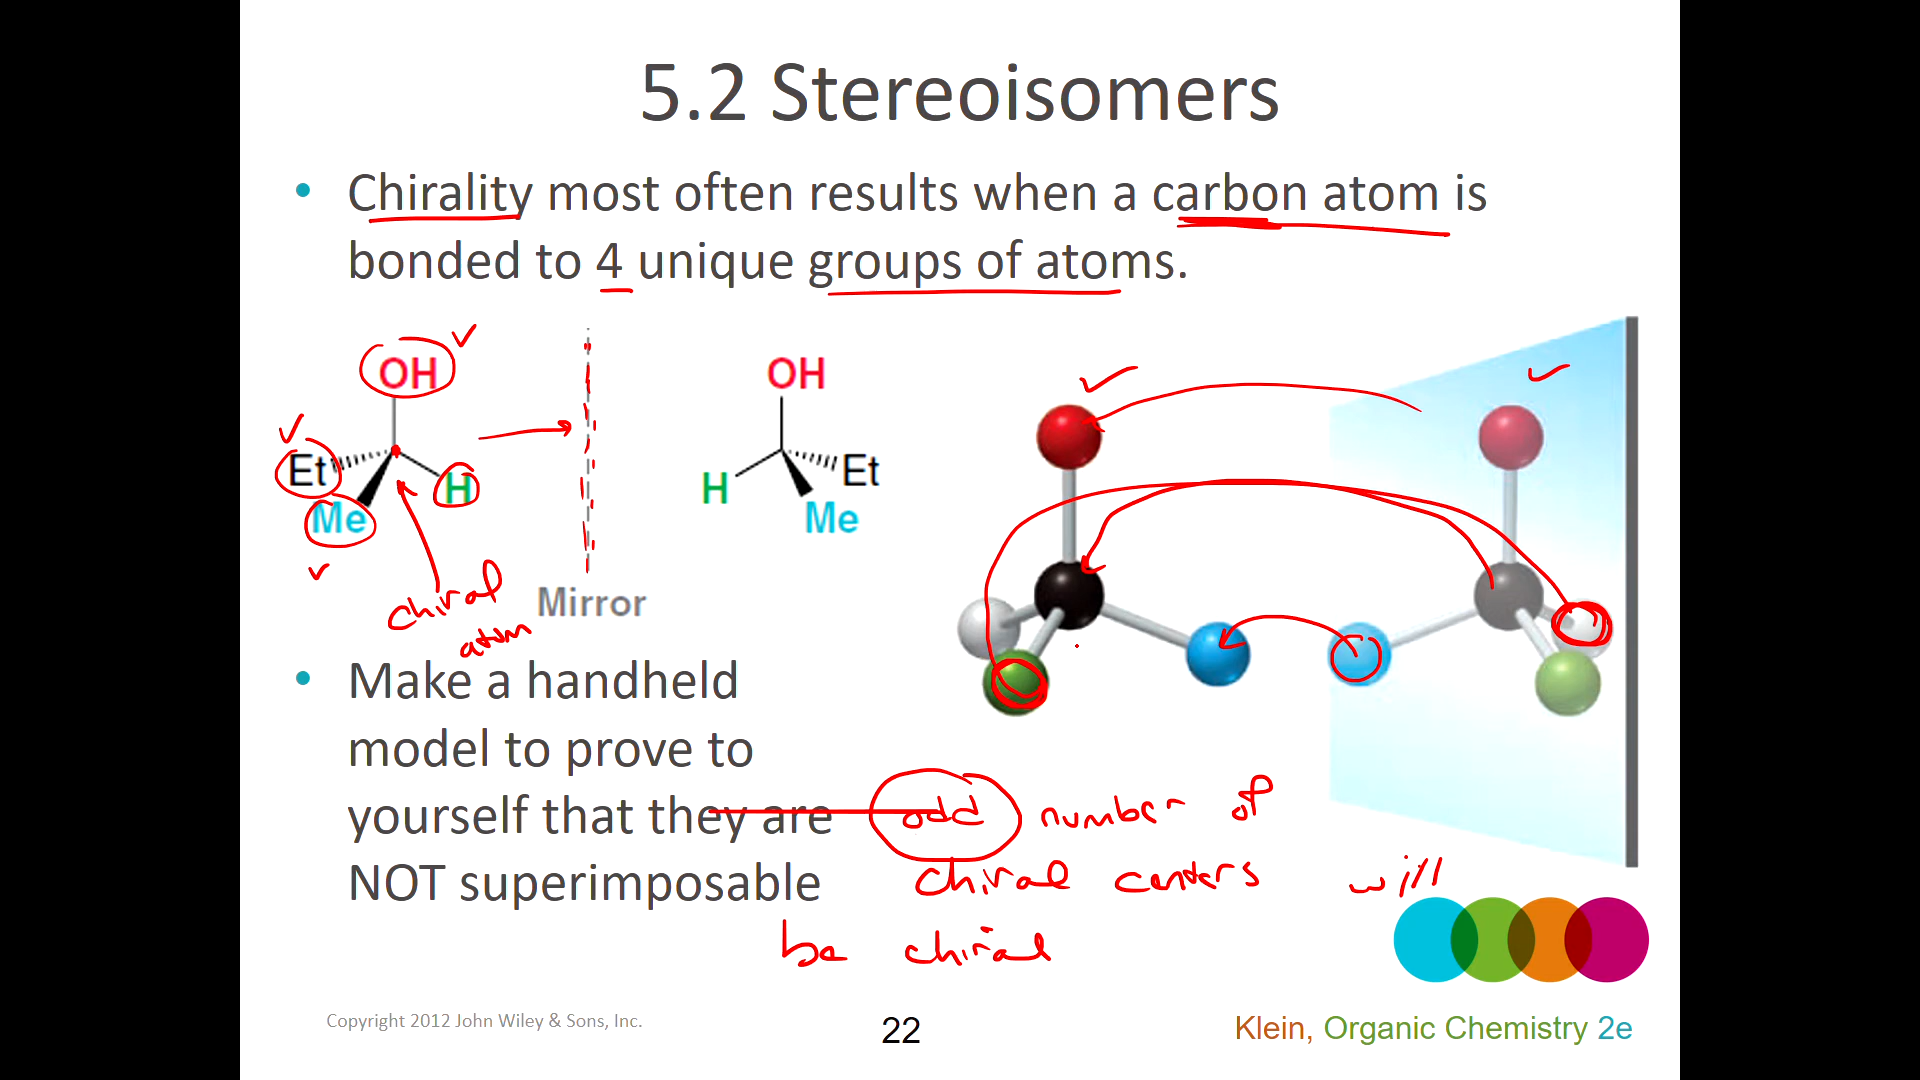 5.2 Stereoisomers
• Chirality most often results when a carbon atom is
bonded to 4 unique groups of atoms.
OH
Et
H
Me
chiral
atom
Mirror
OH
H
Et
Me
• Make a handheld
model to prove to
yourself that they are
NOT superimposable
odd number of
chiral centers will
be chiral
Copyright 2012 John Wiley & Sons, Inc.
22
Klein, Organic Chemistry 2e